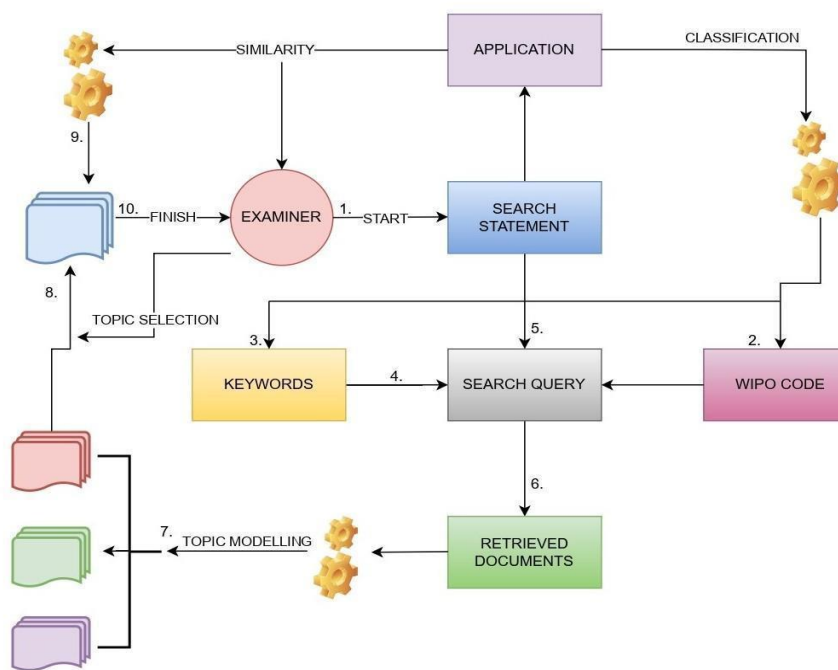 SIMILARITY
APPLICATION
CLASSIFICATION
9.
10.
FINISH
EXAMINER
1.
START
SEARCH
STATEMENT
8.
TOPIC SELECTION
3.
5.
2.
KEYWORDS
4.
SEARCH QUERY
WIPO CODE
6.
7.
TOPIC MODELLING
RETRIEVED
DOCUMENTS